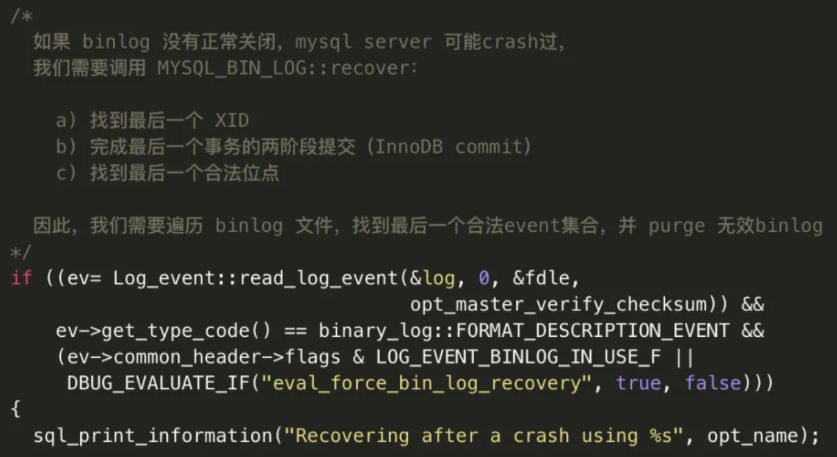 /*
如果 binlog 没有正常关闭，mysql server 可能crash过，
我们需要调用 MYSQL_BIN_LOG::recover：
a) 找到最后一个 XID
b) 完成最后一个事务的两阶段提交（InnoDB commit）
c) 找到最后一个合法位点
因此，我们需要遍历 binlog 文件，找到最后一个合法event集合，并 purge 无效binlog
*/
if ((ev= Log_event::read_log_event(&log, 0, &fdle,
opt_master_verify_checksum)) &&
ev->get_type_code() == binary_log::FORMAT_DESCRIPTION_EVENT &&
(ev->common_header->flags & LOG_EVENT_BINLOG_IN_USE_F ||
DBUG_EVALUATE_IF("eval_force_bin_log_recovery", true, false)))
{
sql_print_information("Recovering after a crash using %s", opt_name);